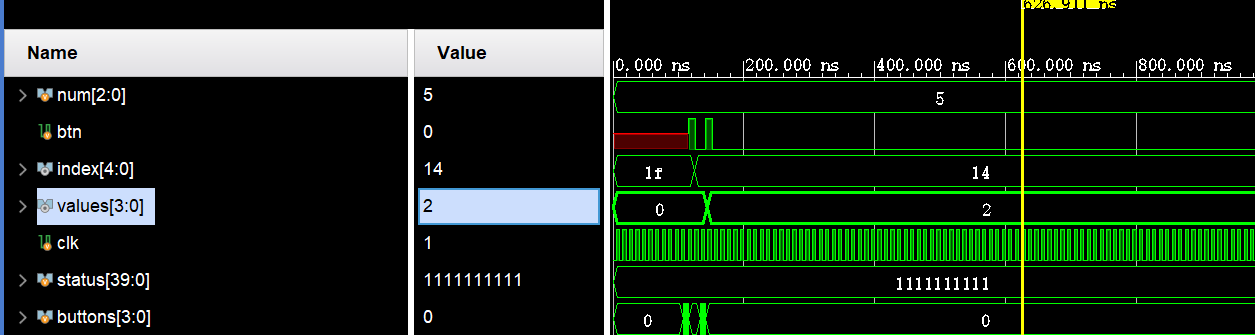 626.911 ns
Name Value
0.000 ns 200.000 ns 400.000 ns 600.000 ns 800.000 ns
num[2:0] 5 5
btn 0
index[4:0] 14 1f 14
values[3:0] 2 0 2
clk 1
status[39:0] 1111111111 1111111111
buttons[3:0] 0 0 0